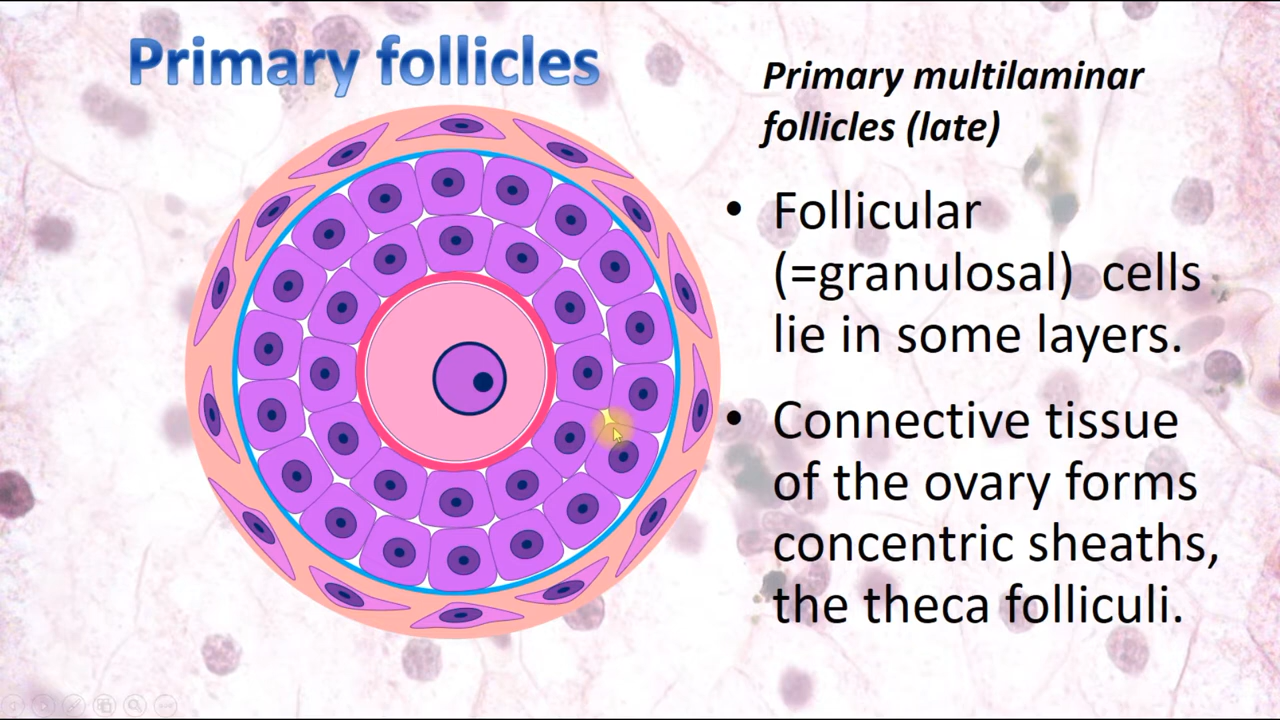 Primary follicles
Primary multilaminar
follicles (late)
• Follicular
(=granulosal) cells
lie in some layers.
• Connective tissue
of the ovary forms
concentric sheaths,
the theca folliculi.